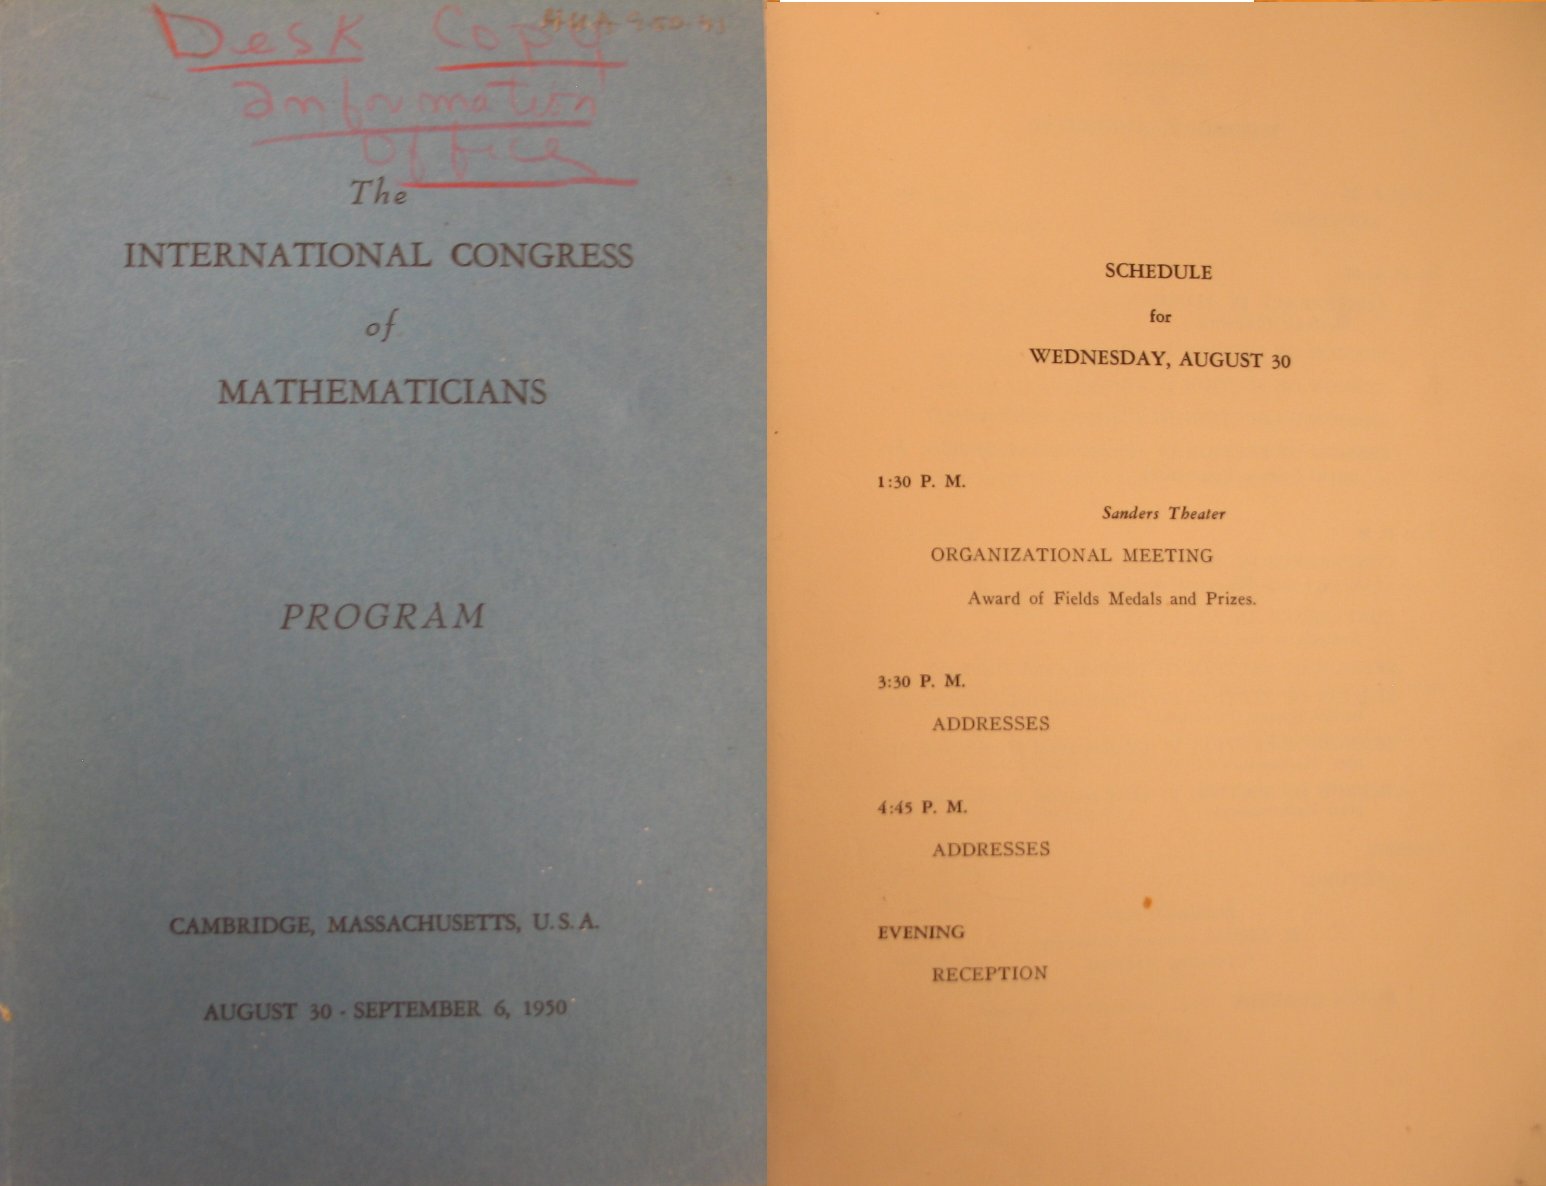 Desk Copy
Information
Office
The
INTERNATIONAL CONGRESS
of
MATHEMATICIANS
PROGRAM
CAMBRIDGE, MASSACHUSETTS, U.S.A.
AUGUST 30 - SEPTEMBER 6, 1950
SCHEDULE
for
WEDNESDAY, AUGUST 30
1:30 P. M.
Sanders Theater
ORGANIZATIONAL MEETING
Award of Fields Medals and Prizes.
3:30 P. M.
ADDRESSES
4:45 P. M.
ADDRESSES
EVENING
RECEPTION